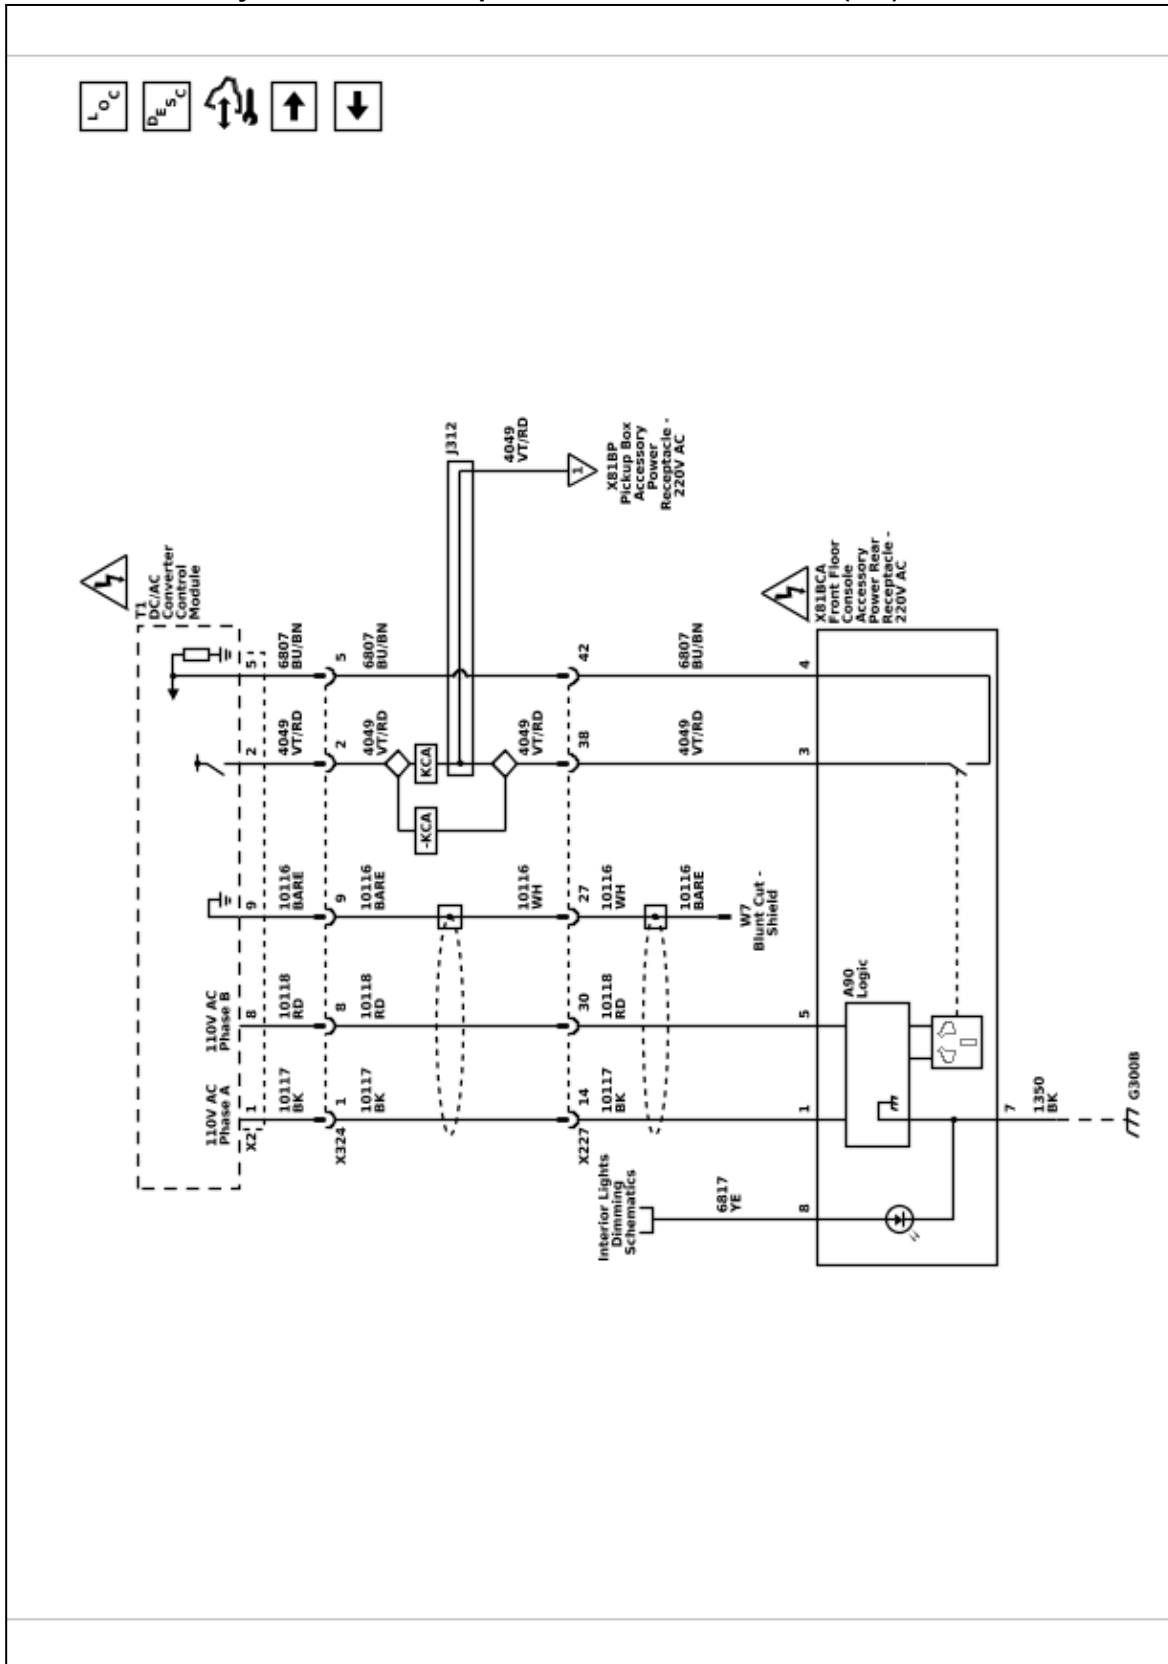 LOC
DESC
T1
DC/AC
Converter
Control
Module
110V AC
Phase A
110V AC
Phase B
X2
1
8
9
2
5
10117
BK
10118
RD
10116
BARE
4049
VT/RD
6807
BU/BN
X324
1
8
9
2
5
10117
BK
10118
RD
10116
BARE
4049
VT/RD
6807
BU/BN
-KCA
KCA
J312
4049
VT/RD
1
X81BP
Pickup Box
Accessory
Power
Receptacle -
220V AC
10116
WH
4049
VT/RD
X227
14
30
27
38
42
10117
BK
10118
RD
10116
WH
10116
BARE
W7
Blunt Cut -
Shield
4049
VT/RD
6807
BU/BN
Interior Lights
Dimming
Schematics
6817
YE
8
1
5
3
4
X81BCA
Front Floor
Console
Accessory
Power Rear
Receptacle -
220V AC
A90
Logic
7
1350
BK
G300B